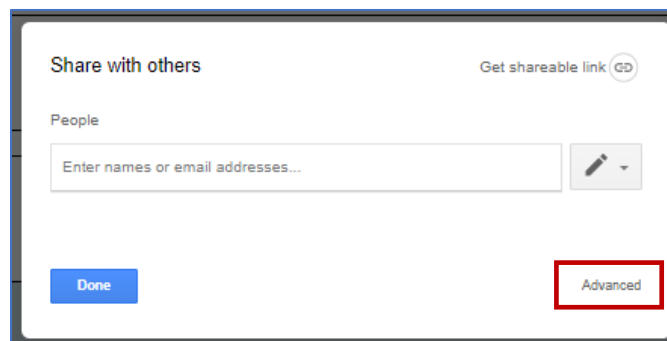 Share with others
Get shareable link
People
Enter names or email addresses...
Done
Advanced